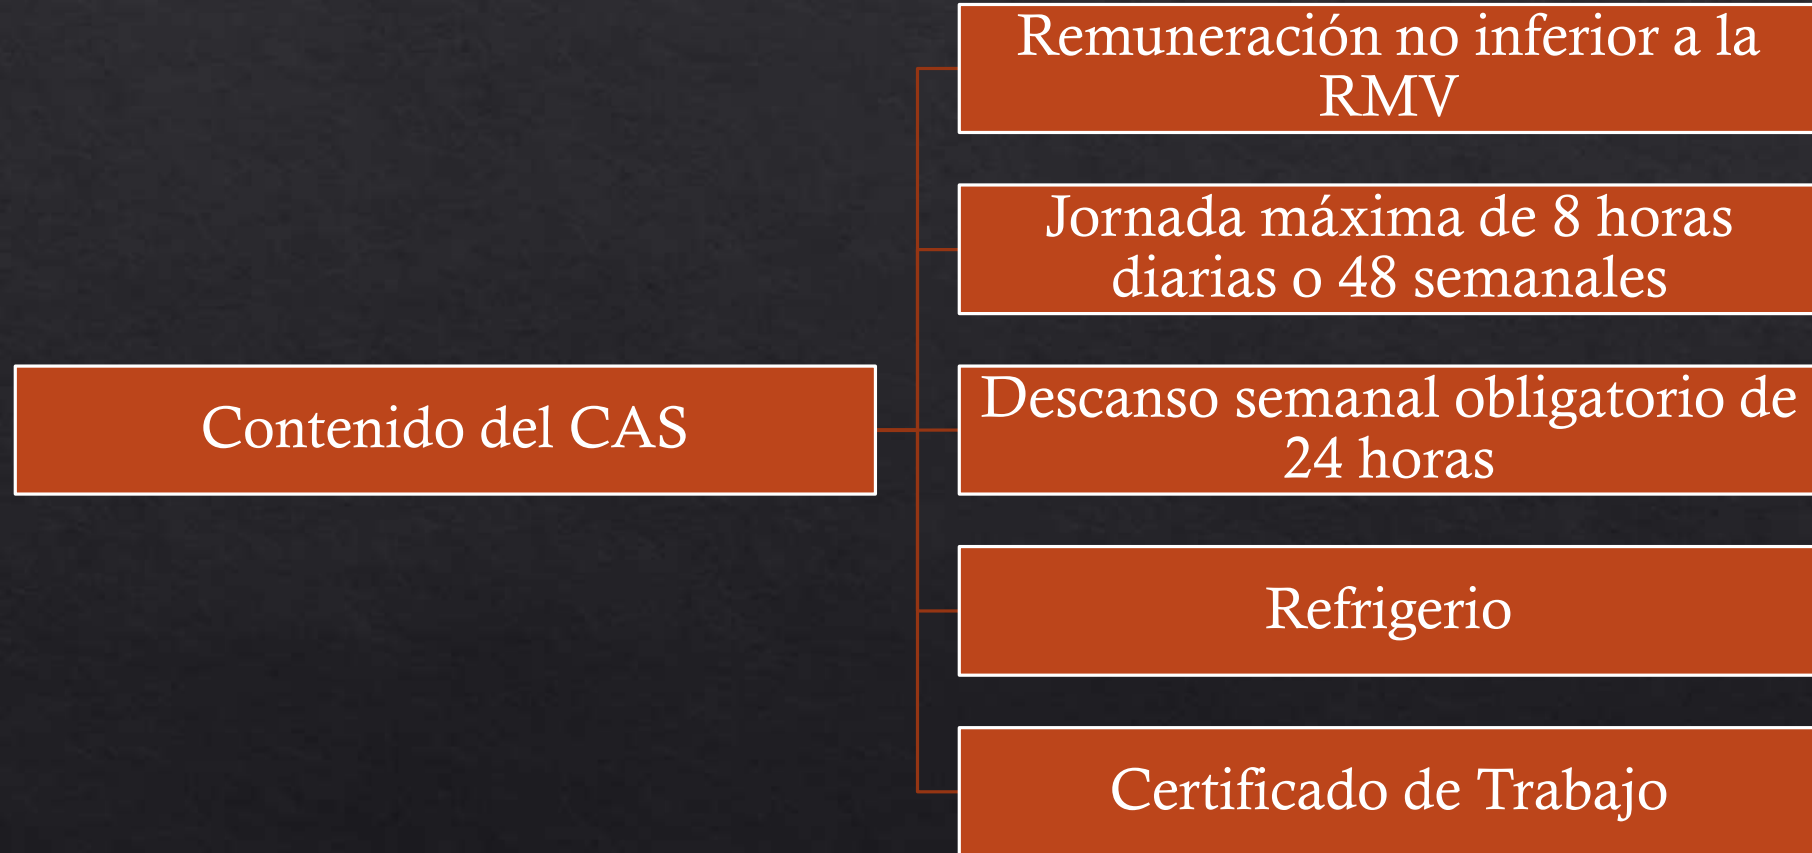 Remuneración no inferior a la
RMV
Jornada máxima de 8 horas
diarias o 48 semanales
Contenido del CAS
Descanso semanal obligatorio de
24 horas
Refrigerio
Certificado de Trabajo